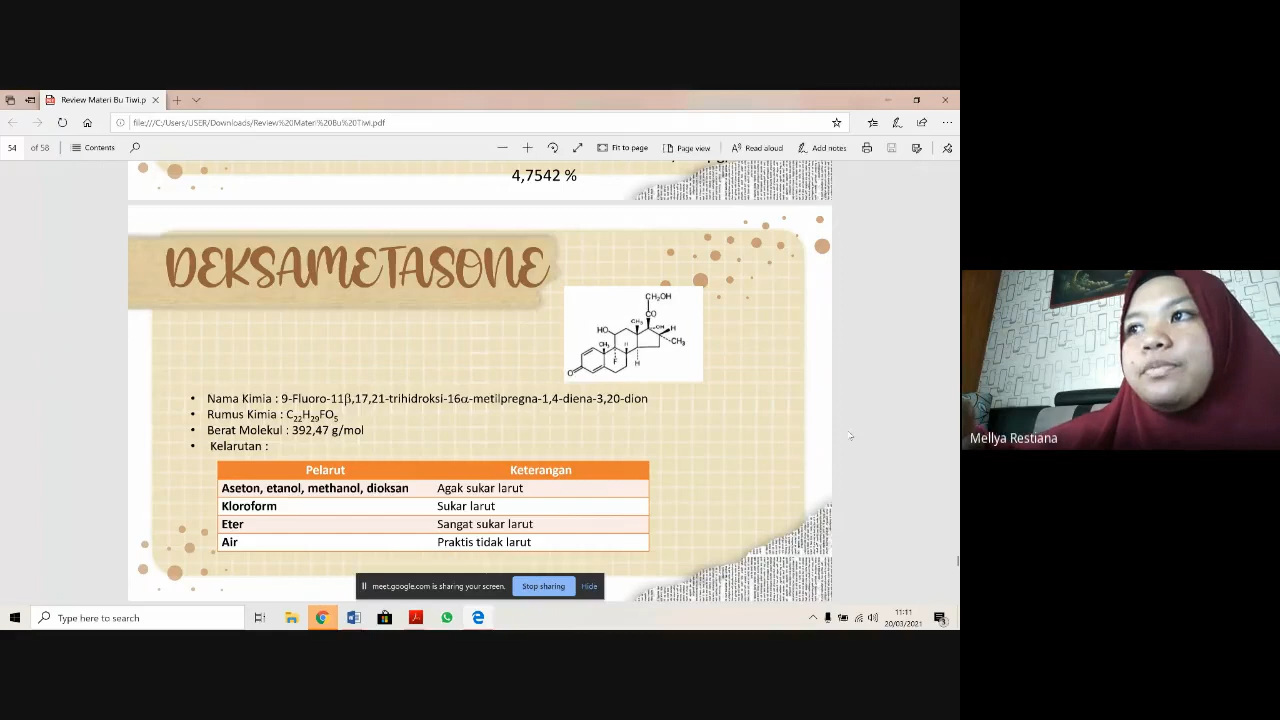 Review Materi Bu Tiwi.p
file:///C:/Users/USER/Downloads/Review%20Materi%20Bu%20Tiwi.pdf
54 of 58
Contents
Fit to page
Page view
Read aloud
Add notes
4,7542 %
DEKSAMETASONE
CH₂OH
CO
CH₃
OH
H
HO
CH₃
CH₃
H
F
H
O
• Nama Kimia : 9-Fluoro-11β,17,21-trihidroksi-16α-metilpregna-1,4-diena-3,20-dion
• Rumus Kimia : C₂₂H₂₉FO₅
• Berat Molekul : 392,47 g/mol
• Kelarutan :
Pelarut Keterangan
Aseton, etanol, methanol, dioksan Agak sukar larut
Kloroform Sukar larut
Eter Sangat sukar larut
Air Praktis tidak larut
meet.google.com is sharing your screen. Stop sharing Hide
Type here to search
11:11
20/03/2021
Mellya Restiana